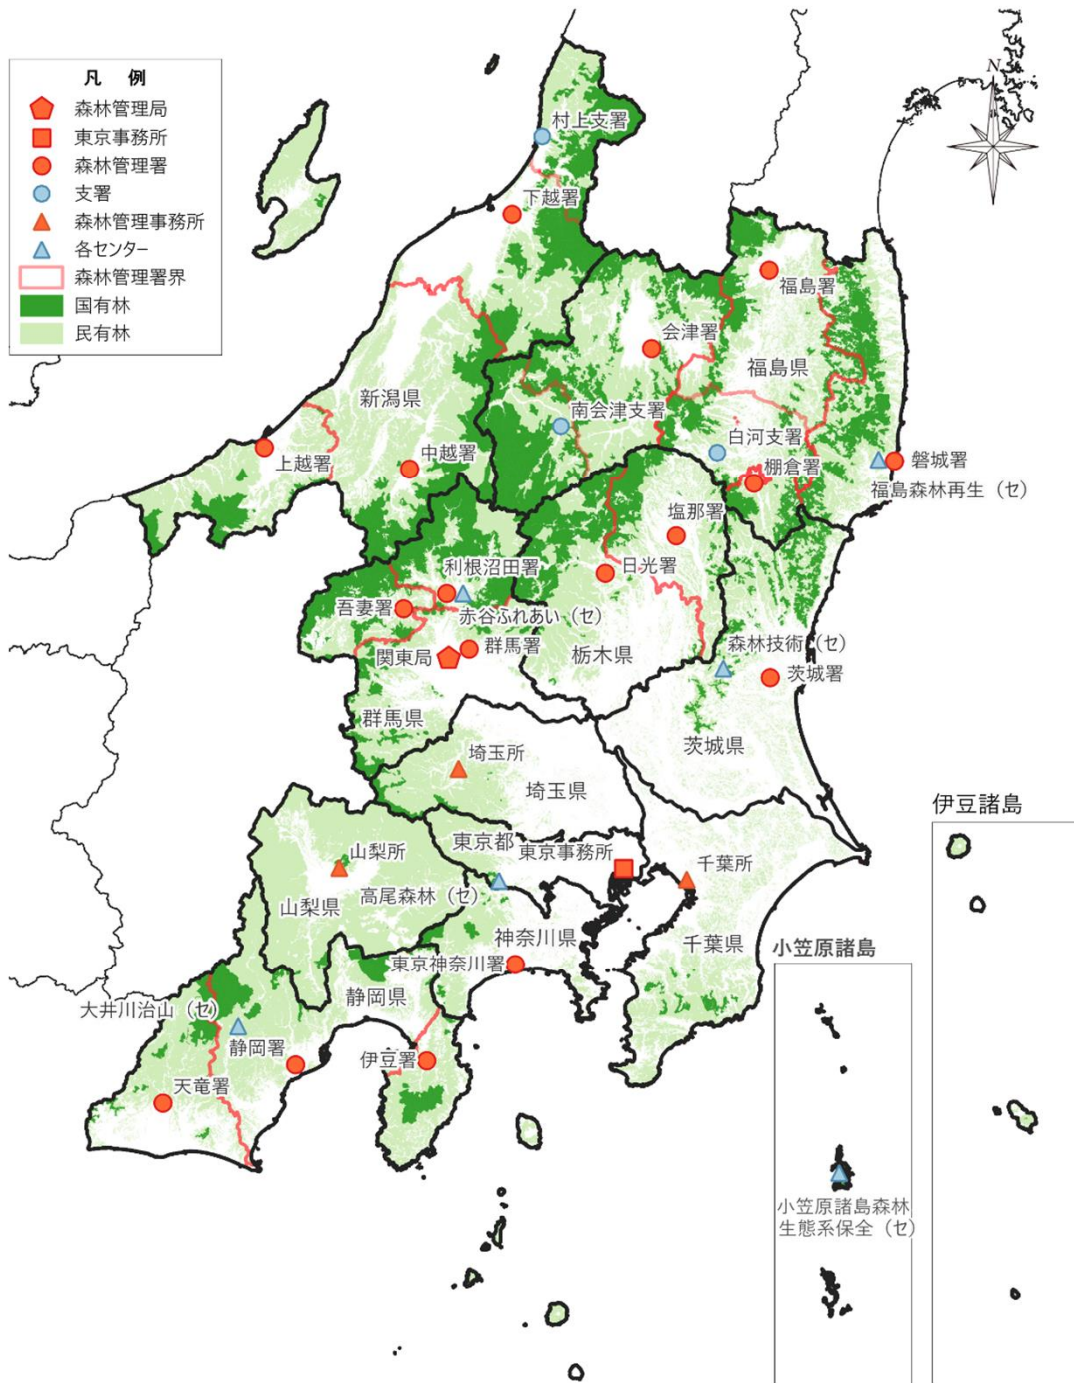 凡 例
森林管理局
東京事務所
森林管理署
支署
森林管理事務所
各センター
森林管理署界
国有林
民有林
N
村上支署
下越署
福島署
会津署
福島県
新潟県
南会津支署
白河支署
上越署
中越署
棚倉署
磐城署
福島森林再生（セ）
塩那署
利根沼田署
日光署
吾妻署
赤谷ふれあい（セ）
関東局
群馬署
栃木県
森林技術（セ）
茨城署
群馬県
茨城県
埼玉所
埼玉県
伊豆諸島
東京都
東京事務所
山梨所
千葉所
高尾森林（セ）
山梨県
神奈川県
千葉県
小笠原諸島
東京神奈川署
静岡県
大井川治山（セ）
静岡署
伊豆署
天竜署
小笠原諸島森林
生態系保全（セ）